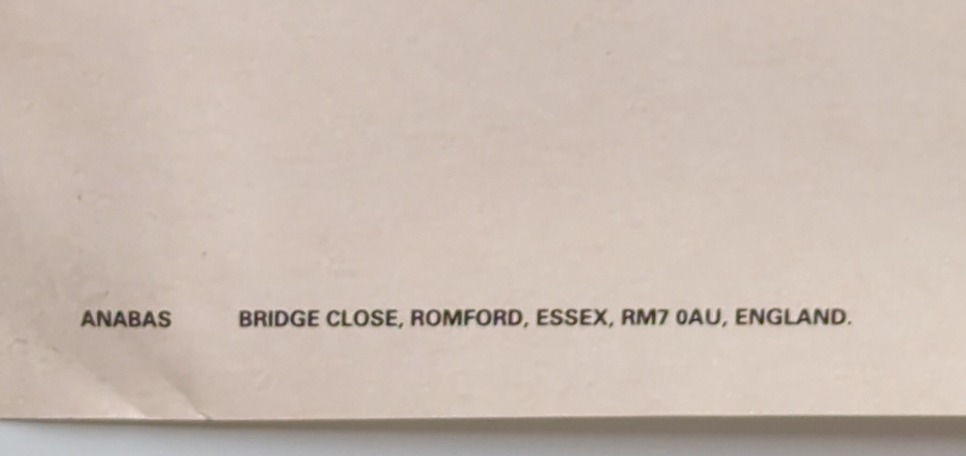 ANABAS BRIDGE CLOSE, ROMFORD, ESSEX, RM7 0AU, ENGLAND.